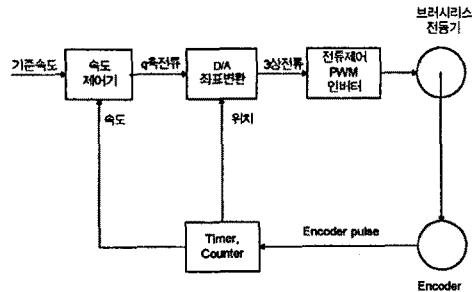 브러시리스
전동기
기준속도
속도
제어기
q축전류
D/A
좌표변환
3상전류
전류제어
PWM
인버터
속도
위치
Timer,
Counter
Encoder pulse
Encoder